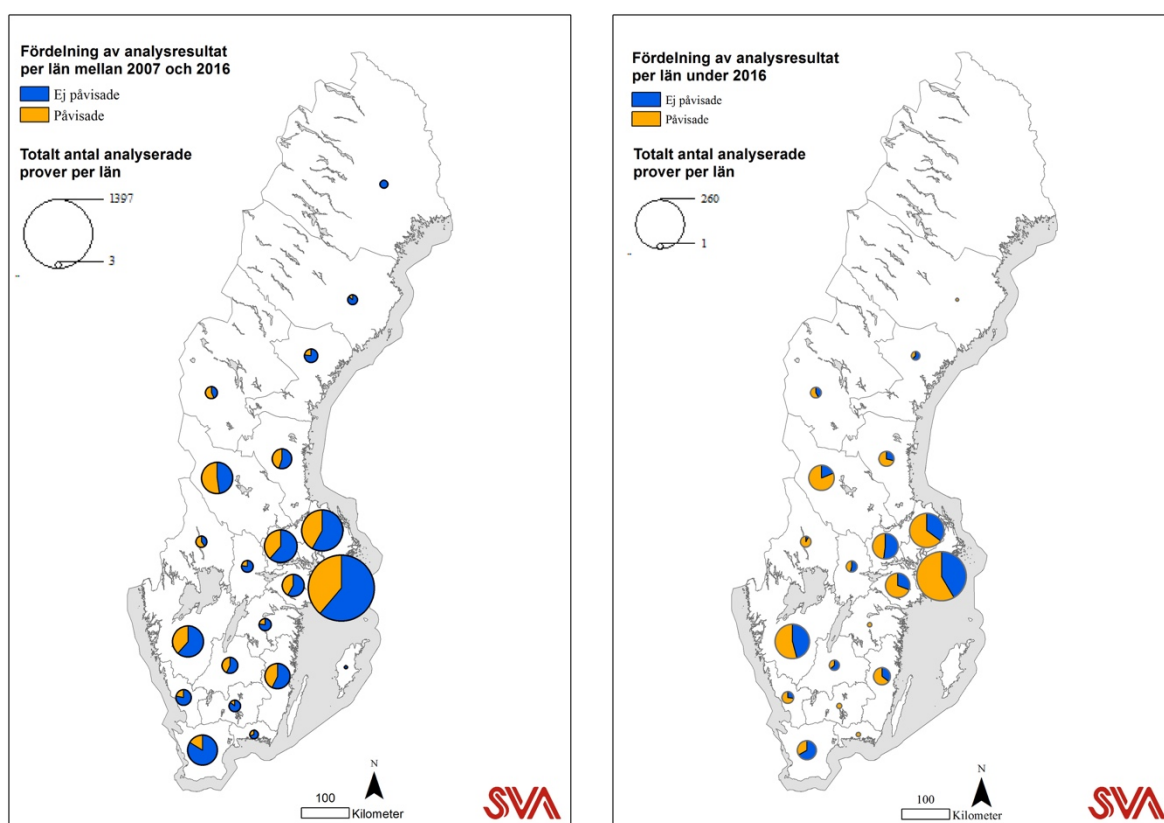 Fördelning av analysresultat
per län mellan 2007 och 2016
Ej påvisade
Påvisade
Totalt antal analyserade
prover per län
1397
3
N
100
Kilometer
SVA
Fördelning av analysresultat
per län under 2016
Ej påvisade
Påvisade
Totalt antal analyserade
prover per län
260
1
N
100
Kilometer
SVA